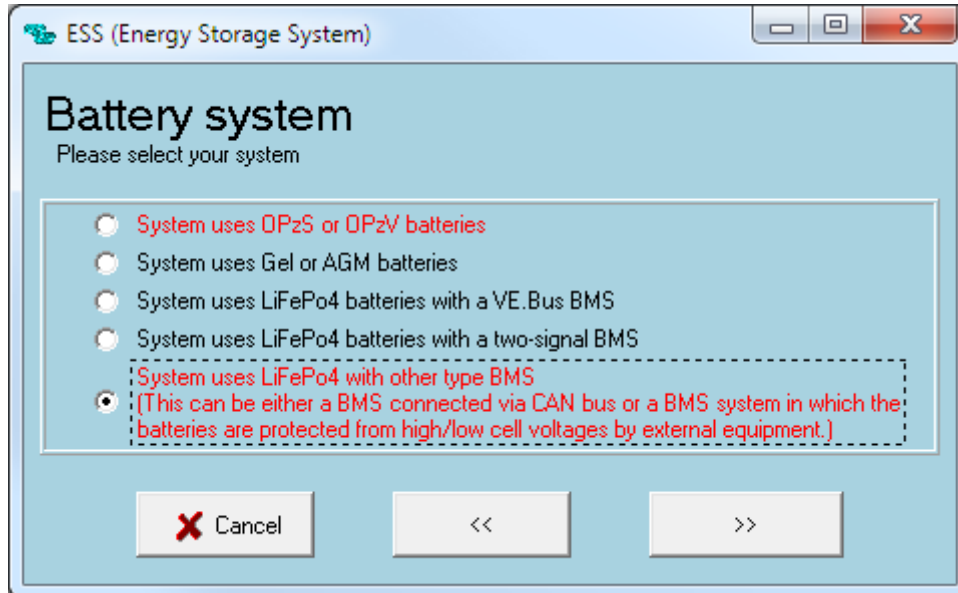 ESS (Energy Storage System)
Battery system
Please select your system
System uses OPzS or OPzV batteries
System uses Gel or AGM batteries
System uses LiFePo4 batteries with a VE.Bus BMS
System uses LiFePo4 batteries with a two-signal BMS
System uses LiFePo4 with other type BMS
(This can be either a BMS connected via CAN bus or a BMS system in which the
batteries are protected from high/low cell voltages by external equipment.)
Cancel << >>